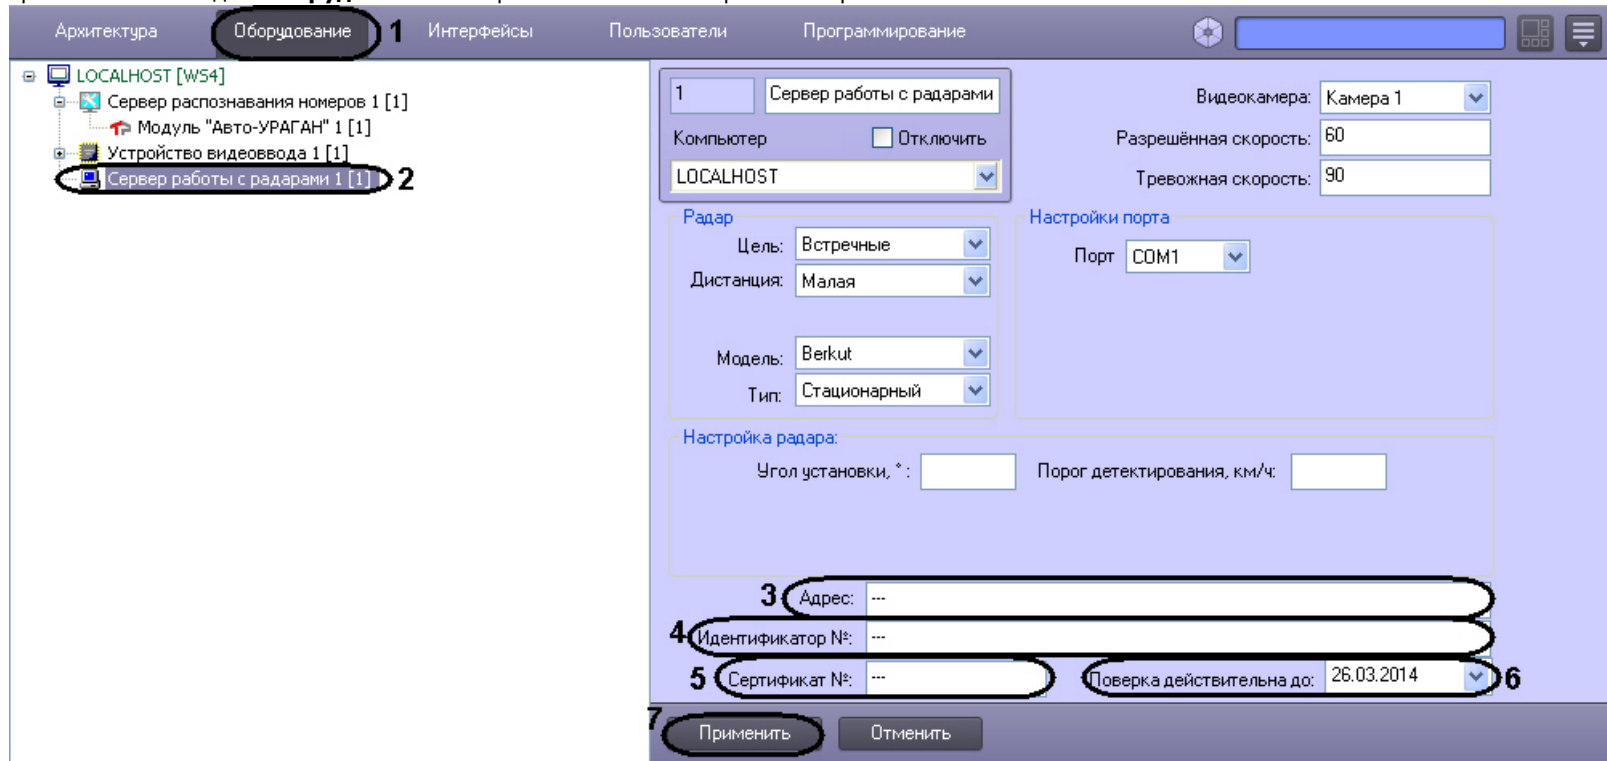 Архитектура Оборудование 1 Интерфейсы Пользователи Программирование
LOCALHOST [WS4]
Сервер распознавания номеров 1 [1]
Модуль "Авто-УРАГАН" 1 [1]
Устройство видеоввода 1 [1]
Сервер работы с радарами 1 [1] 2
1 Сервер работы с радарами
Компьютер Отключить
LOCALHOST
Видеокамера: Камера 1
Разрешённая скорость: 60
Тревожная скорость: 90
Радар
Цель: Встречные
Дистанция: Малая
Модель: Berkut
Тип: Стационарный
Настройки порта
Порт COM1
Настройка радара:
Угол установки, ° : Порог детектирования, км/ч:
3 Адрес: ---
4 Идентификатор №: ---
5 Сертификат №: --- Поверка действительна до: 26.03.2014 6
7 Применить Отменить